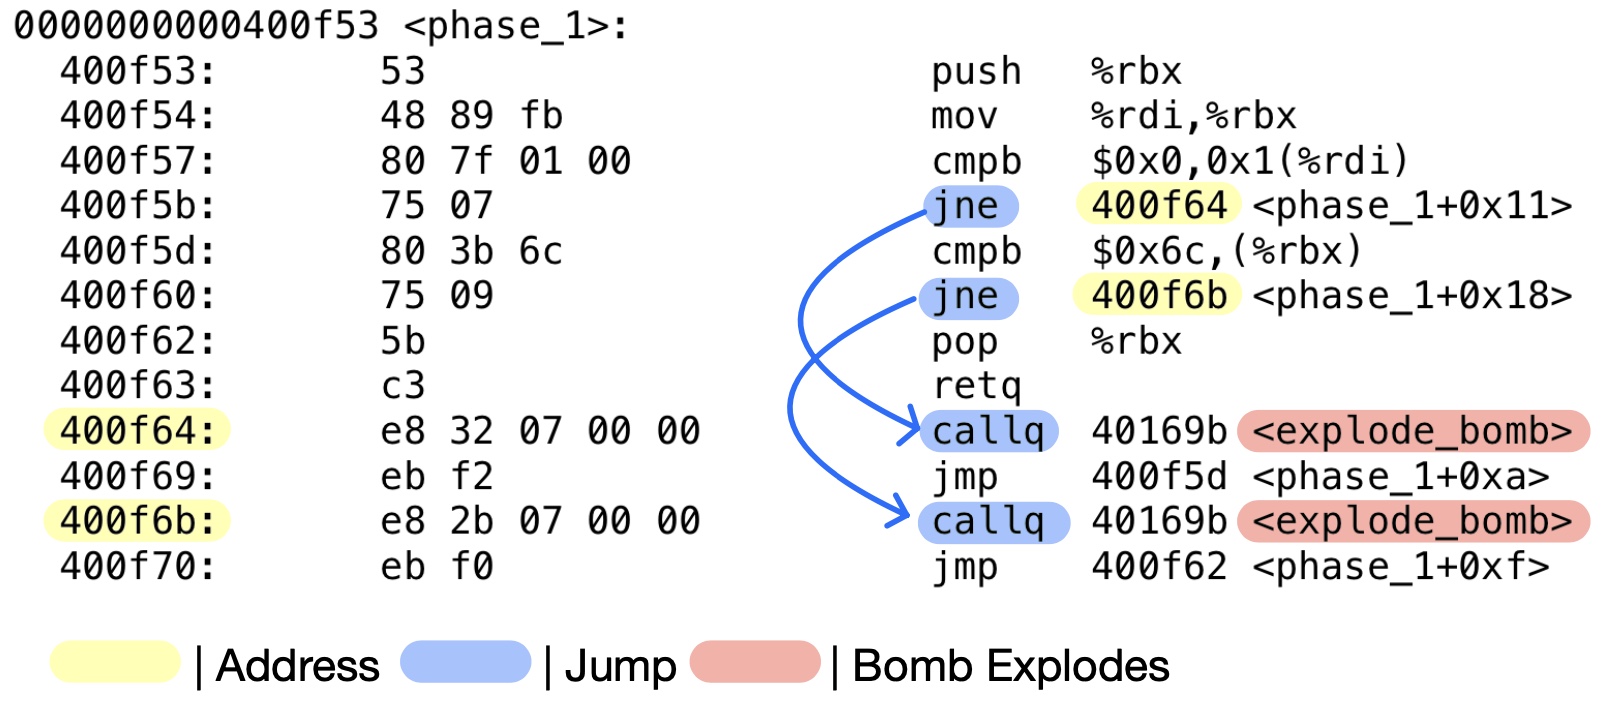 0000000000400f53 <phase_1>:
400f53: 53 push %rbx
400f54: 48 89 fb mov %rdi,%rbx
400f57: 80 7f 01 00 cmpb $0x0,0x1(%rdi)
400f5b: 75 07 jne 400f64 <phase_1+0x11>
400f5d: 80 3b 6c cmpb $0x6c,(%rbx)
400f60: 75 09 jne 400f6b <phase_1+0x18>
400f62: 5b pop %rbx
400f63: c3 retq
400f64: e8 32 07 00 00 callq 40169b <explode_bomb>
400f69: eb f2 jmp 400f5d <phase_1+0xa>
400f6b: e8 2b 07 00 00 callq 40169b <explode_bomb>
400f70: eb f0 jmp 400f62 <phase_1+0xf>
| Address | Jump | Bomb Explodes